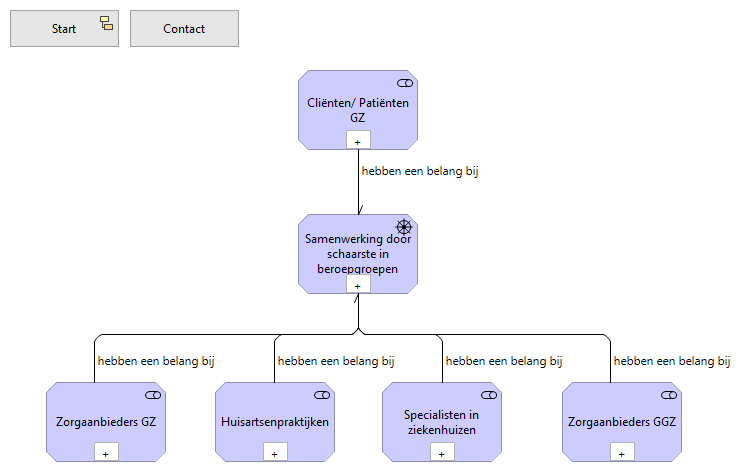 Start
Contact
Cliënten/ Patiënten
GZ
+
hebben een belang bij
Samenwerking door
schaarste in
beroepgroepen
+
hebben een belang bij
hebben een belang bij
hebben een belang bij
hebben een belang bij
Zorgaanbieders GZ
+
Huisartsenpraktijken
+
Specialisten in
ziekenhuizen
+
Zorgaanbieders GGZ
+